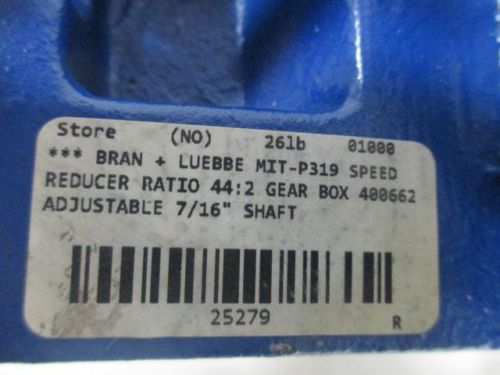 Store (NO) 26lb 01000
*** BRAN + LUEBBE MIT-P319 SPEED
REDUCER RATIO 44:2 GEAR BOX 400662
ADJUSTABLE 7/16" SHAFT
25279 R